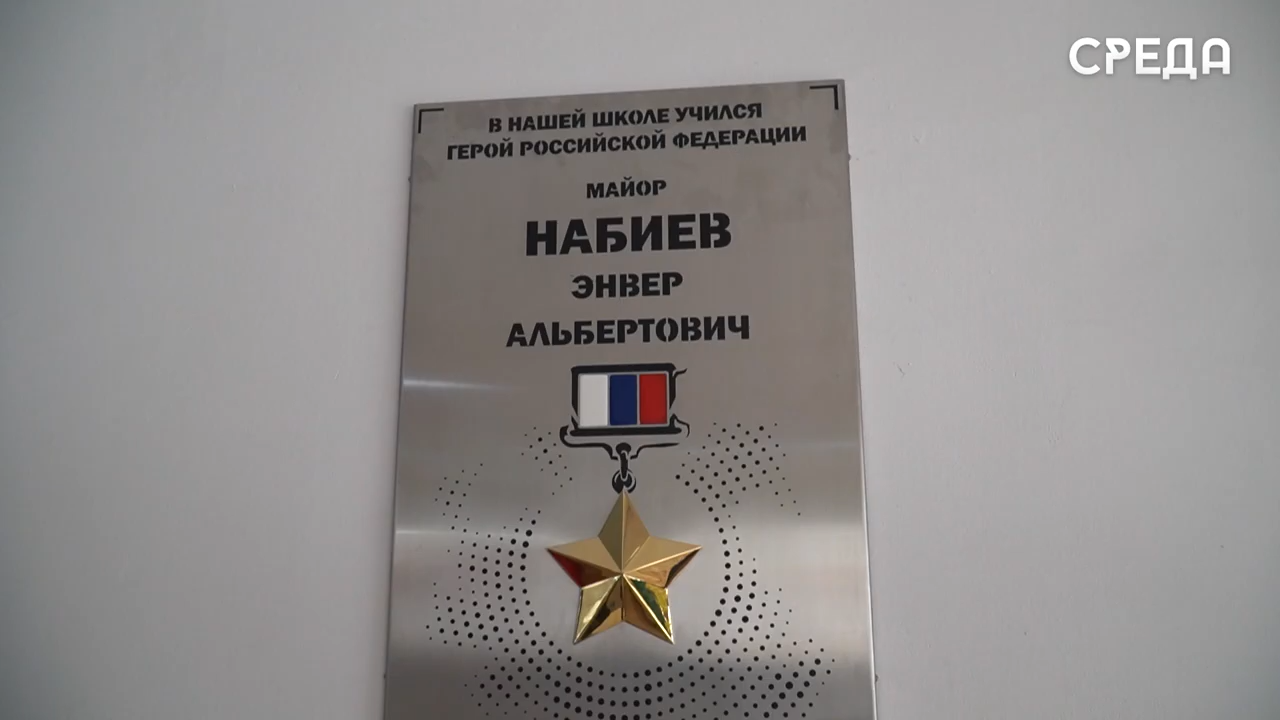 СРЕДА
В НАШЕЙ ШКОЛЕ УЧИЛСЯ
ГЕРОЙ РОССИЙСКОЙ ФЕДЕРАЦИИ
МАЙОР
НАБИЕВ
ЭНВЕР
АЛЬБЕРТОВИЧ